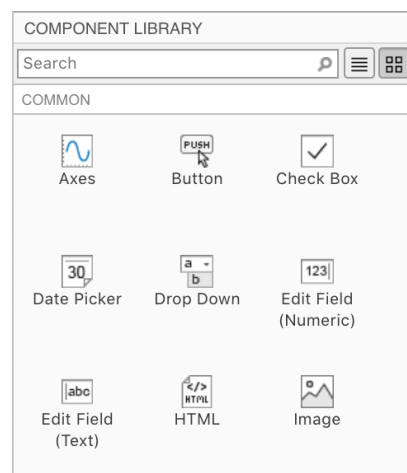 COMPONENT LIBRARY
Search
COMMON
PUSH
Axes
Button
Check Box
30
a
b
123
Date Picker
Drop Down
Edit Field
(Numeric)
abc
</>
HTML
Edit Field
(Text)
HTML
Image